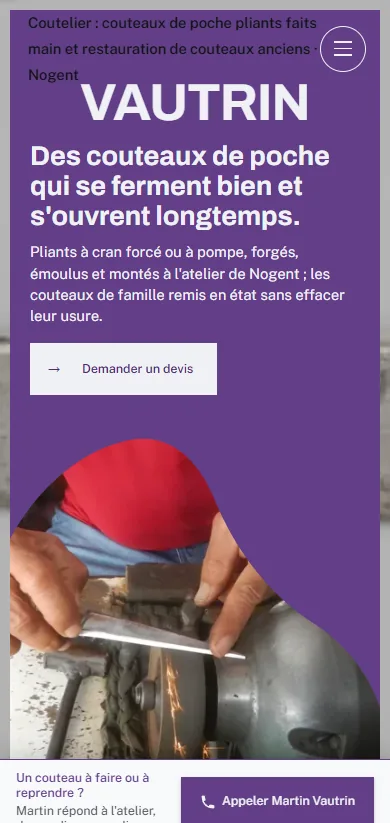 Coutelier : couteaux de poche pliants faits
main et restauration de couteaux anciens ·
Nogent
VAUTRIN
Des couteaux de poche
qui se ferment bien et
s'ouvrent longtemps.
Pliants à cran forcé ou à pompe, forgés,
émoulus et montés à l'atelier de Nogent ; les
couteaux de famille remis en état sans effacer
leur usure.
→ Demander un devis
Un couteau à faire ou à
reprendre ?
Martin répond à l'atelier,
Appeler Martin Vautrin